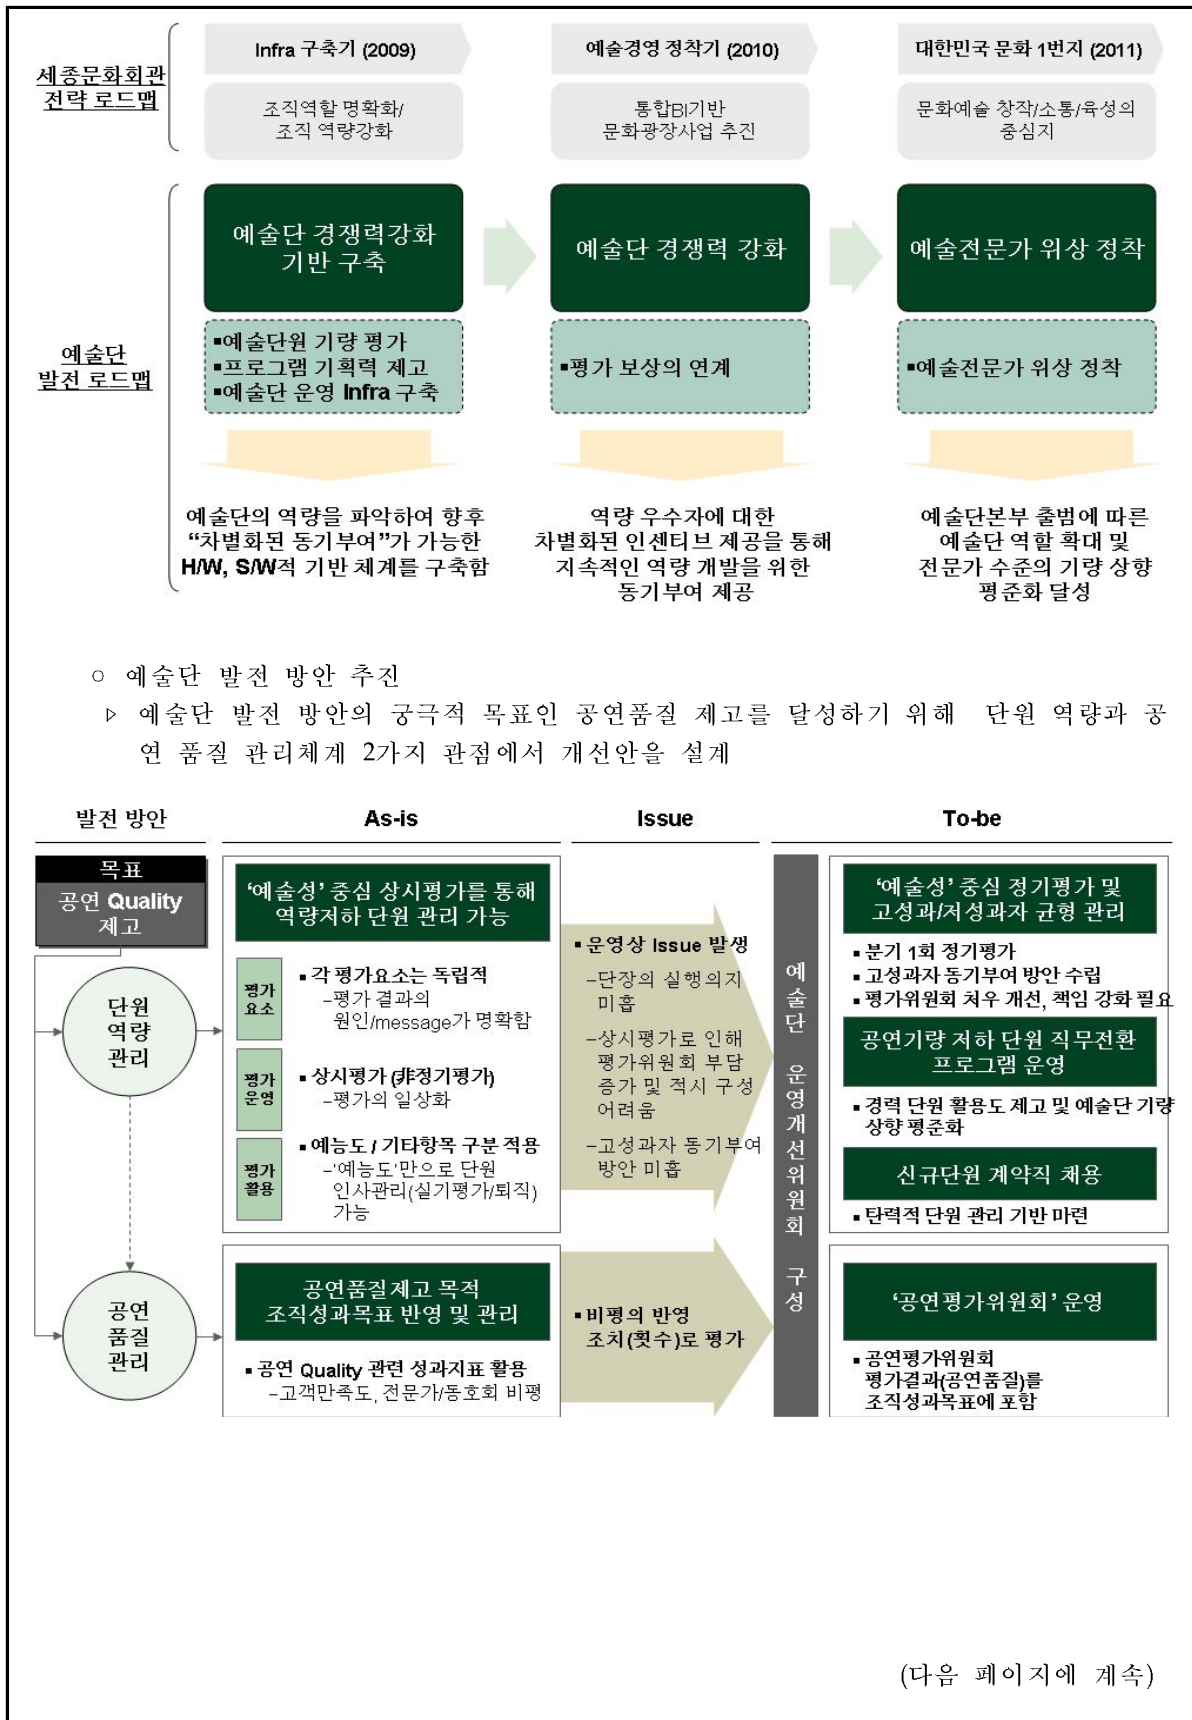 세종문화회관
전략 로드맵
Infra 구축기 (2009)
예술경영 정착기 (2010)
대한민국 문화 1번지 (2011)
조직역할 명확화/
조직 역량강화
통합BI기반
문화광장사업 추진
문화예술 창작/소통/육성의
중심지
예술단
발전 로드맵
예술단 경쟁력강화
기반 구축
예술단 경쟁력 강화
예술전문가 위상 정착
▪예술단원 기량 평가
▪프로그램 기획력 제고
▪예술단 운영 Infra 구축
▪평가 보상의 연계
▪예술전문가 위상 정착
예술단의 역량을 파악하여 향후
“차별화된 동기부여”가 가능한
H/W, S/W적 기반 체계를 구축함
역량 우수자에 대한
차별화된 인센티브 제공을 통해
지속적인 역량 개발을 위한
동기부여 제공
예술단본부 출범에 따른
예술단 역할 확대 및
전문가 수준의 기량 상향
평준화 달성
○ 예술단 발전 방안 추진
▷ 예술단 발전 방안의 궁극적 목표인 공연품질 제고를 달성하기 위해 단원 역량과 공
연 품질 관리체계 2가지 관점에서 개선안을 설계
발전 방안
As-is
Issue
To-be
목표
공연 Quality
제고
단원
역량
관리
공연
품질
관리
‘예술성’ 중심 상시평가를 통해
역량저하 단원 관리 가능
평가
요소
▪ 각 평가요소는 독립적
–평가 결과의
원인/message가 명확함
평가
운영
▪ 상시평가 (非정기평가)
–평가의 일상화
평가
활용
▪ 예능도 / 기타항목 구분 적용
–‘예능도’만으로 단원
인사관리(실기평가/퇴직)
가능
공연품질제고 목적
조직성과목표 반영 및 관리
▪ 공연 Quality 관련 성과지표 활용
–고객만족도, 전문가/동호회 비평
▪ 운영상 Issue 발생
–단장의 실행의지
미흡
–상시평가로 인해
평가위원회 부담
증가 및 적시 구성
어려움
–고성과자 동기부여
방안 미흡
▪ 비평의 반영
조치(횟수)로 평가
예술단 운영개선위원회 구성
‘예술성’ 중심 정기평가 및
고성과/저성과자 균형 관리
▪ 분기 1회 정기평가
▪ 고성과자 동기부여 방안 수립
▪ 평가위원회 처우 개선, 책임 강화 필요
공연기량 저하 단원 직무전환
프로그램 운영
▪ 경력 단원 활용도 제고 및 예술단 기량
상향 평준화
신규단원 계약직 채용
▪ 탄력적 단원 관리 기반 마련
‘공연평가위원회’ 운영
▪ 공연평가위원회
평가결과(공연품질)를
조직성과목표에 포함
(다음 페이지에 계속)